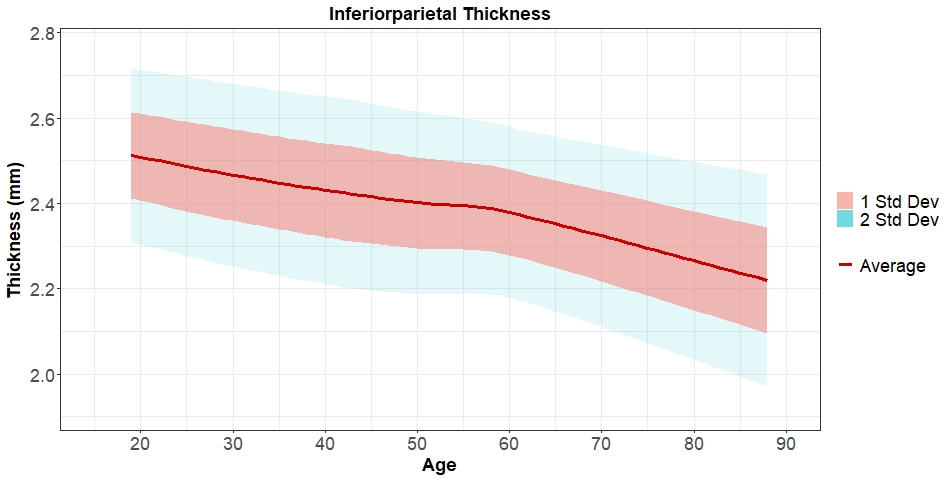 Inferiorparietal Thickness
2.8
2.6
2.4
2.2
2.0
Thickness (mm)
20 30 40 50 60 70 80 90
Age
1 Std Dev
2 Std Dev
Average